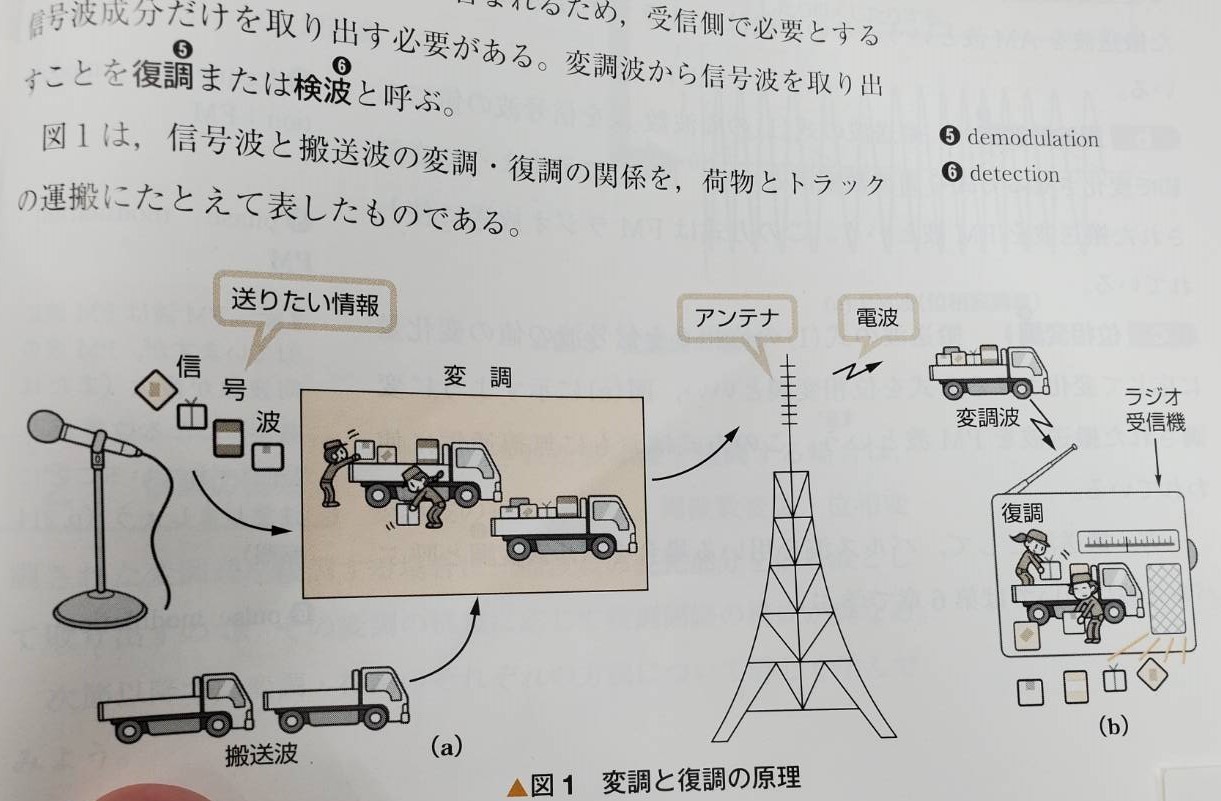 まれるため，受信側で必要とする
信号波成分だけを取り出す必要がある。変調波から信号波を取り出
すことを復調❺または検波❻と呼ぶ。
図1は，信号波と搬送波の変調・復調の関係を，荷物とトラック
の運搬にたとえて表したものである。
❺ demodulation
❻ detection
送りたい情報
信号波
変調
アンテナ
電波
変調波
ラジオ
受信機
復調
搬送波
(a)
(b)
▲図1 変調と復調の原理